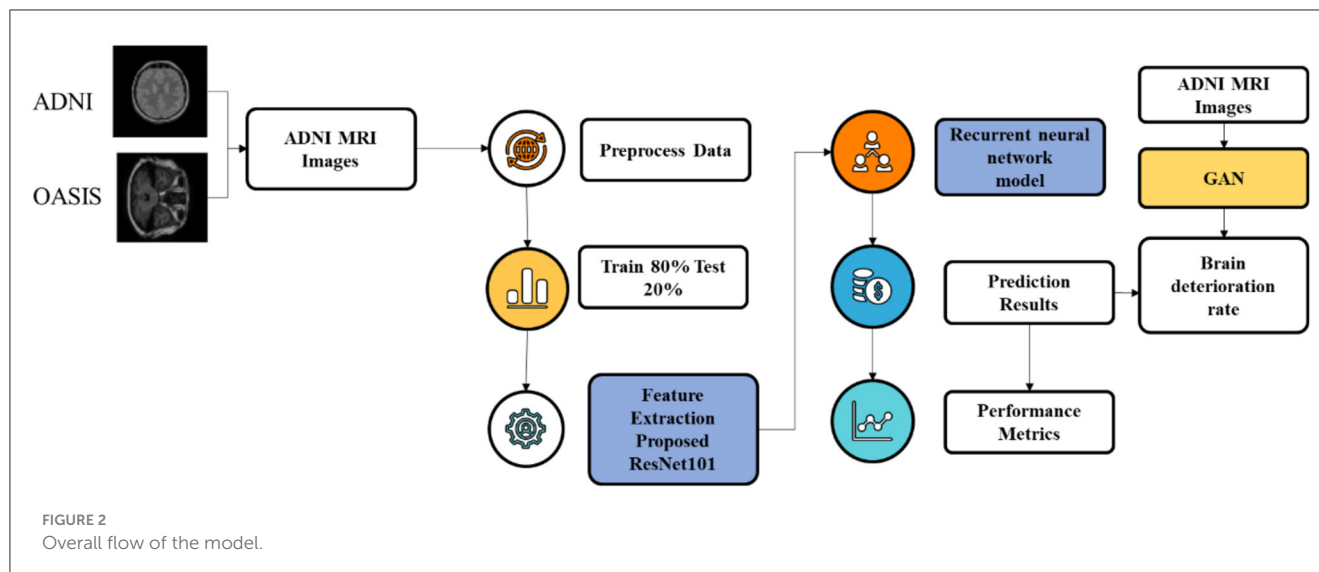 ADNI
OASIS
ADNI MRI
Images
Preprocess Data
Train 80% Test
20%
Feature
Extraction
Proposed
ResNet101
Recurrent neural
network
model
$
Prediction
Results
Performance
Metrics
ADNI MRI
Images
GAN
Brain
deterioration
rate
FIGURE 2
Overall flow of the model.